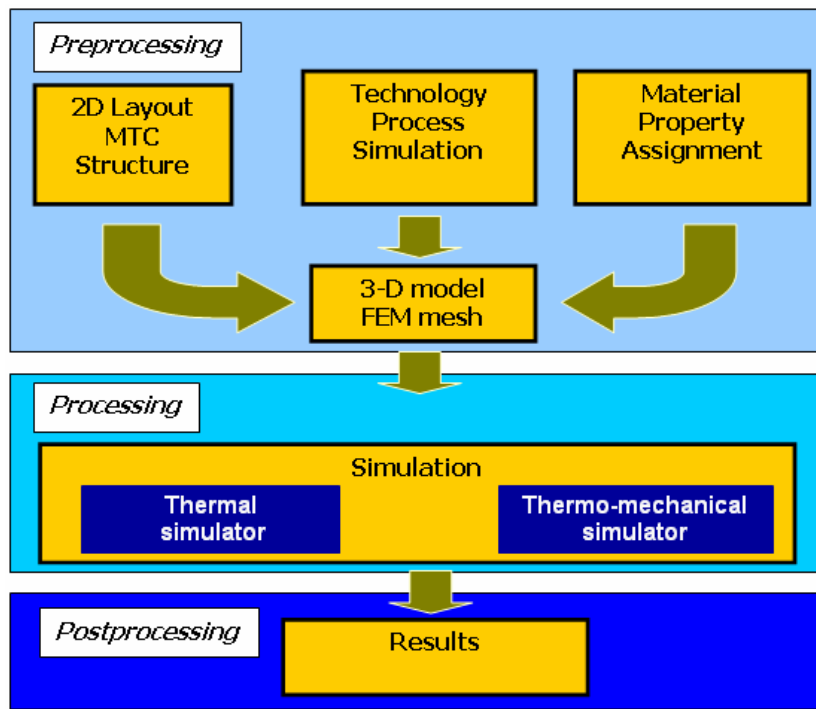 Preprocessing
2D Layout
MTC
Structure
Technology
Process
Simulation
Material
Property
Assignment
3-D model
FEM mesh
Processing
Simulation
Thermal
simulator
Thermo-mechanical
simulator
Postprocessing
Results